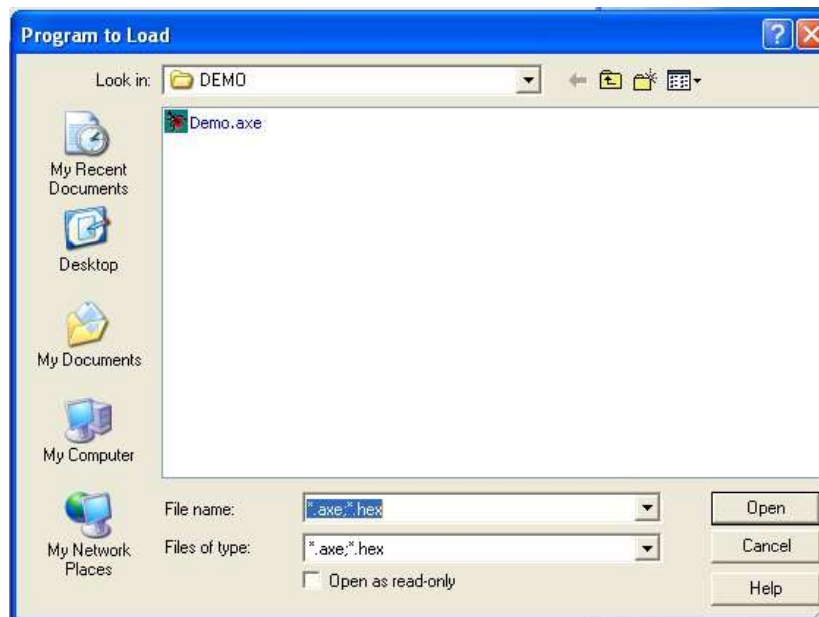 Program to Load
Look in:
DEMO
Demo.axe
My Recent
Documents
Desktop
My Documents
My Computer
My Network
Places
File name:
*.axe;*.hex
Open
Files of type:
*.axe;*.hex
Cancel
Open as read-only
Help